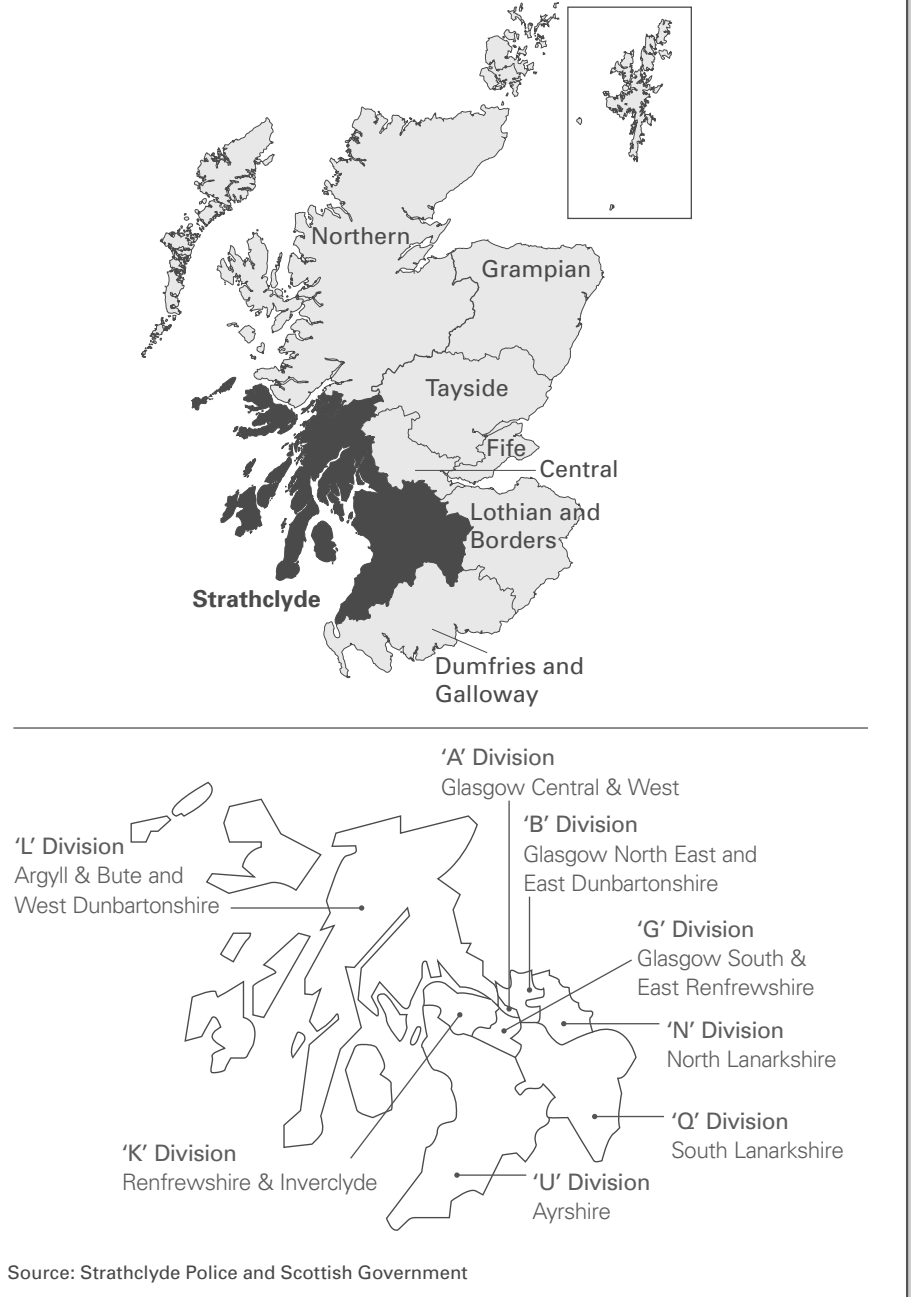 Northern
Grampian
Tayside
Fife
Central
Lothian and
Borders
Strathclyde
Dumfries and
Galloway
‘A’ Division
Glasgow Central & West
‘B’ Division
Glasgow North East and
East Dunbartonshire
‘L’ Division
Argyll & Bute and
West Dunbartonshire
‘G’ Division
Glasgow South &
East Renfrewshire
‘N’ Division
North Lanarkshire
‘Q’ Division
South Lanarkshire
‘K’ Division
Renfrewshire & Inverclyde
‘U’ Division
Ayrshire
Source: Strathclyde Police and Scottish Government